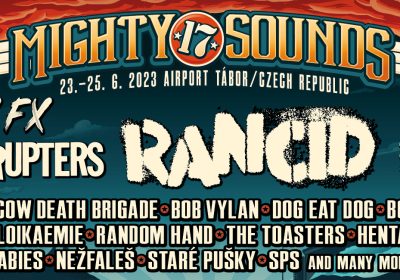 MIGHTY 17 SOUNDS
23.–25. 6. 2023 AIRPORT TÁBOR/CZECH REPUBLIC
FX
RUPTERS RANCID
COW DEATH BRIGADE BOB VYLAN DOG EAT DOG
LOIKAEMIE RANDOM HAND THE TOASTERS HENTA
ABIES NEŽFALEŠ STARÉ PUŠKY SPS AND MANY MO